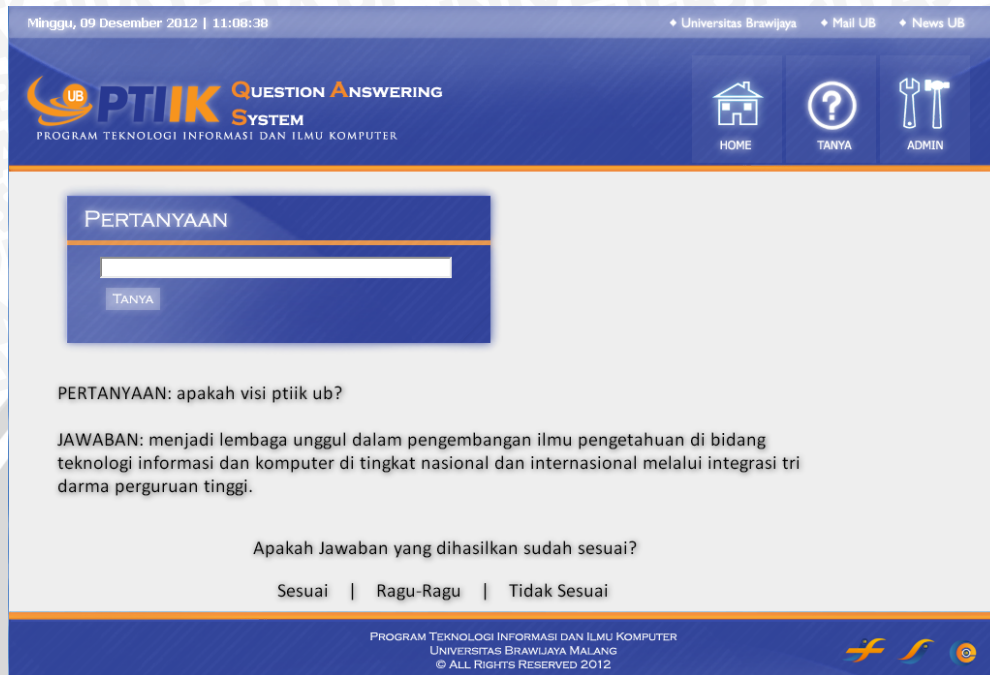 Minggu, 09 Desember 2012 | 11:08:38
Universitas Brawijaya
Mail UB
News UB
UB PTIIK
QUESTION ANSWERING
SYSTEM
PROGRAM TEKNOLOGI INFORMASI DAN ILMU KOMPUTER
HOME
TANYA
ADMIN
PERTANYAAN
TANYA
PERTANYAAN: apakah visi ptiik ub?
JAWABAN: menjadi lembaga unggul dalam pengembangan ilmu pengetahuan di bidang
teknologi informasi dan komputer di tingkat nasional dan internasional melalui integrasi tri
darma perguruan tinggi.
Apakah Jawaban yang dihasilkan sudah sesuai?
Sesuai | Ragu-Ragu | Tidak Sesuai
PROGRAM TEKNOLOGI INFORMASI DAN ILMU KOMPUTER
UNIVERSITAS BRAWIJAYA MALANG
© ALL RIGHTS RESERVED 2012